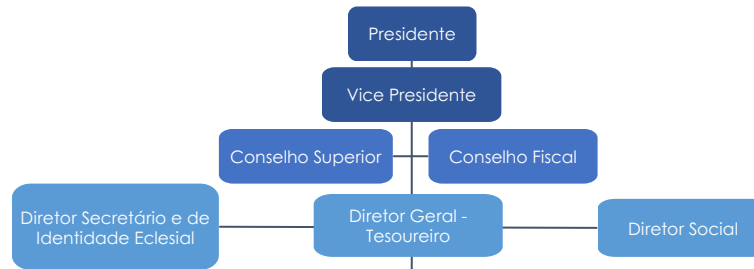 Presidente
Vice Presidente
Conselho Superior
Conselho Fiscal
Diretor Secretário e de
Identidade Eclesial
Diretor Geral -
Tesoureiro
Diretor Social